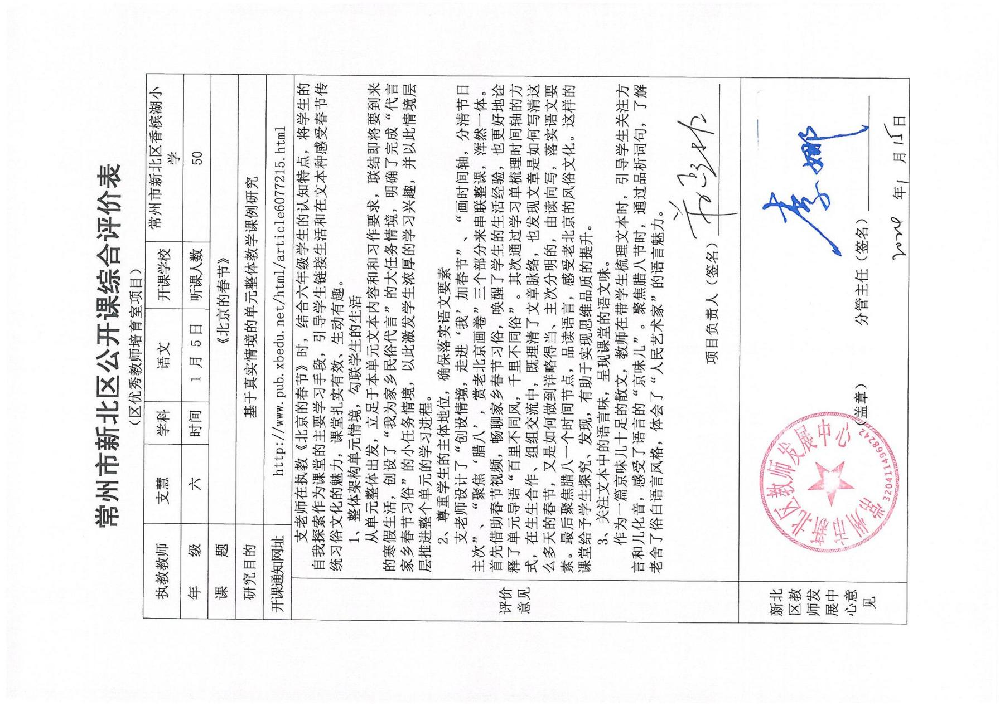 常州市新北区公开课综合评价表
（区优秀教师培育室项目）
执教教师 支慧 学科 语文 开课学校 常州市新北区香槟湖小学
年 级 六 时间 1 月 5 日 听课人数 50
课 题 《北京的春节》
研究目的 基于真实情境的单元整体教学课例研究
开课通知网址 http://www.pub.xbedu.net/html/article6077215.html
评价意见
支老师在执教《北京的春节》时，结合六年级学生的认知特点，将学生的
自我探索作为课堂的主要学习手段，引导学生链接生活和在文本种感受春节传
统习俗文化的魅力，课堂扎实有效、生动有趣。
1、整体架构单元情境，勾联学生的生活
从单元整体出发，立足于本单元文本内容和和习作要求，联结即将要到来
的寒假生活，创设了“我为家乡民俗代言”的大任务情境，明确了完成“代言
家乡春节习俗”的小任务情境，以此激发学生浓厚的学习兴趣，并以此情境层
层推进整个单元的学习进程。
2、尊重学生的主体地位，确保落实语文要素
支老师设计了“创设情境，走进‘我’加春节”、“画时间轴，分清节日
主次”、“聚焦‘腊八’，赏老北京画卷”三个部分来串联整课，浑然一体。
首先借助春节视频，畅聊家乡春节习俗，唤醒了学生的生活经验，也更好地诠
释了单元导语“百里不同风，千里不同俗”。其次通过学习单梳理时间轴的方
式，在生生合作、组组交流中，既理清了文章脉络，也发现文章是如何写清这
么多天的春节，又是如何做到详略得当、主次分明的，由读向写，落实语文要
素。最后聚焦腊八一个时间节点，品读语言，感受老北京的风俗文化。这样的
课堂给予学生探究、发现，有助于实现思维品质的提升。
3、关注文本中的语言味，呈现课堂的语文味。
作为一篇京味儿十足的散文，教师在带学生梳理文本时，引导学生关注方
言和儿化音，感受了语言的“京味儿”。聚焦腊八节时，通过品析词句，了解
老舍了俗白语言风格，体会了“人民艺术家”的语言魅力。
项目负责人（签名）
新北
区教
师发
展中
心意
见
常州市新北区教师发展中心
3204114968242
（盖章） 分管主任（签名） 李娜
年1 月 15日